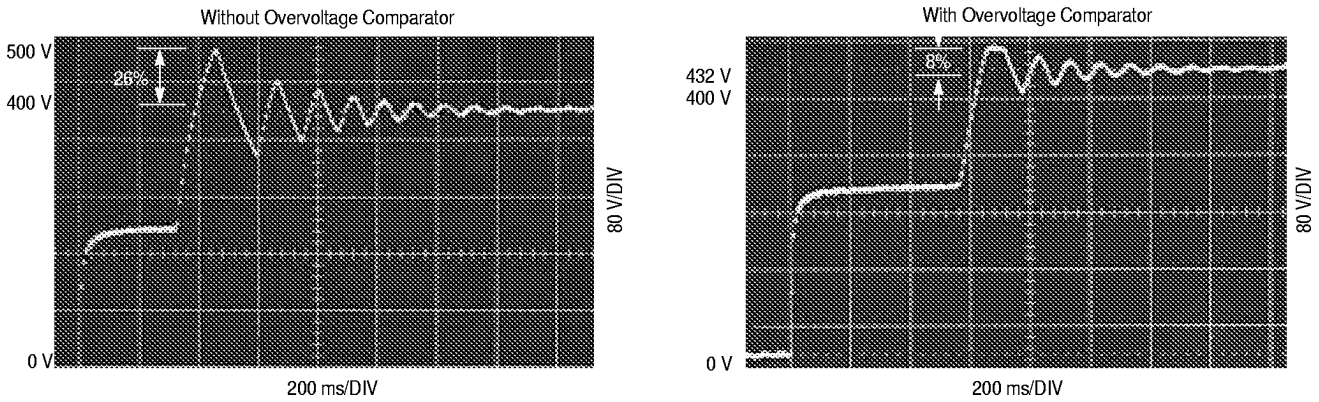 Without Overvoltage Comparator
500 V
26%
400 V
0 V
80 V/DIV
200 ms/DIV
With Overvoltage Comparator
8%
432 V
400 V
0 V
80 V/DIV
200 ms/DIV